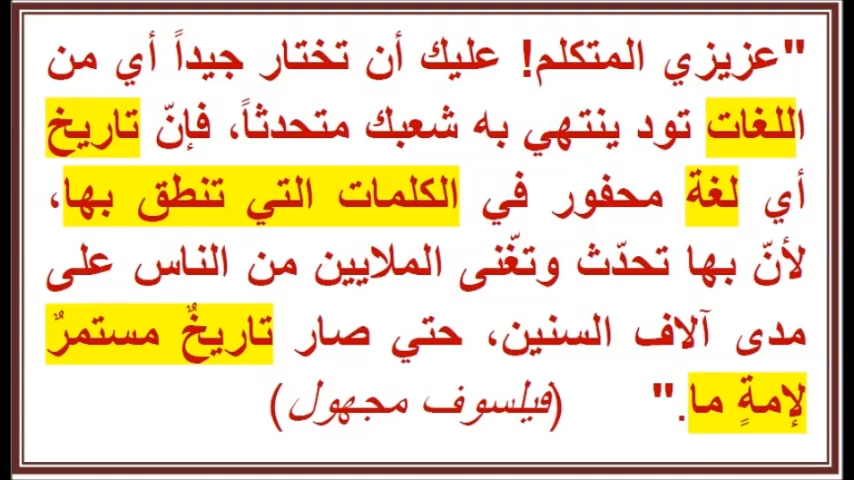 "عزيزي المتكلم! عليك أن تختار جيداً أي من
اللغات تود ينتهي به شعبك متحدثاً، فإنّ تاريخ
أي لغة محفور في الكلمات التي تنطق بها،
لأنّ بها تحدّث وتغّنى الملايين من الناس على
مدى آلاف السنين، حتي صار تاريخٌ مستمرٌ
لإمةٍ ما." (فيلسوف مجهول)